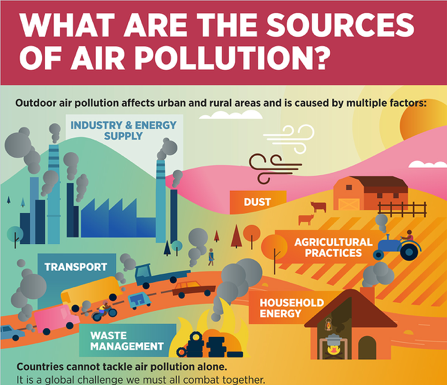 WHAT ARE THE SOURCES
OF AIR POLLUTION?
Outdoor air pollution affects urban and rural areas and is caused by multiple factors:
INDUSTRY & ENERGY
SUPPLY
DUST
AGRICULTURAL
PRACTICES
TRANSPORT
HOUSEHOLD
ENERGY
WASTE
MANAGEMENT
Countries cannot tackle air pollution alone.
It is a global challenge we must all combat together.